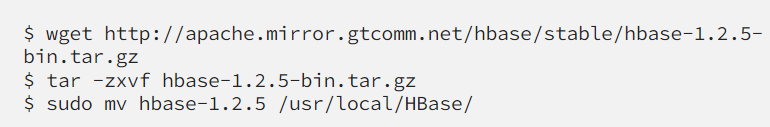 $ wget http://apache.mirror.gtcomm.net/hbase/stable/hbase-1.2.5-
bin.tar.gz
$ tar -zxvf hbase-1.2.5-bin.tar.gz
$ sudo mv hbase-1.2.5 /usr/local/HBase/